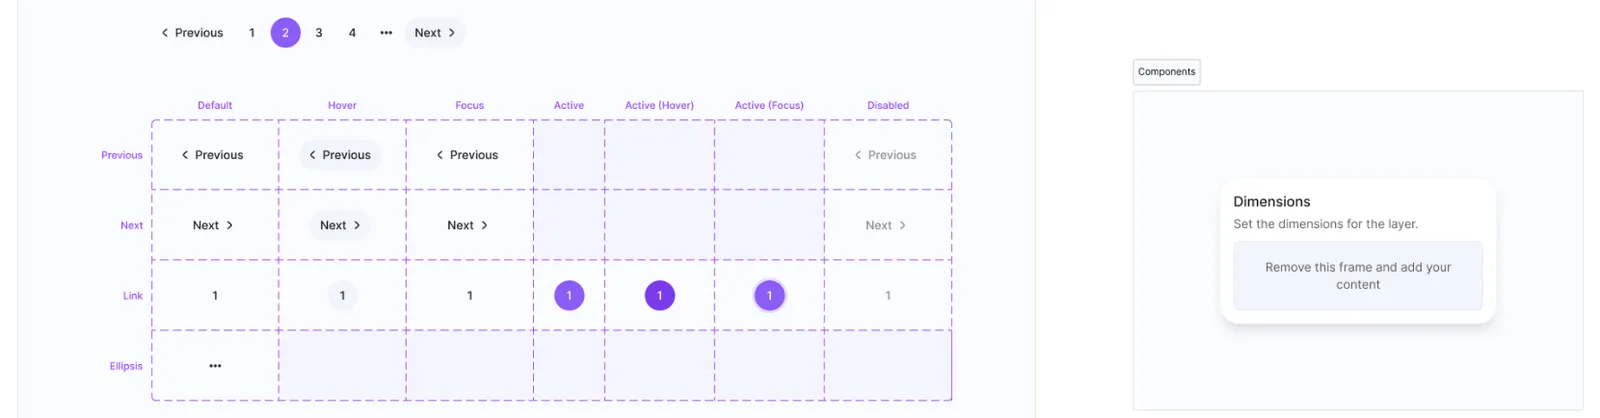 Previous 1 2 3 4 ••• Next
Default Hover Focus Active Active (Hover) Active (Focus) Disabled
Previous Previous Previous Previous Previous
Next Next Next Next Next
Link 1 1 1 1 1 1 1
Ellipsis •••
Components
Dimensions
Set the dimensions for the layer.
Remove this frame and add your
content